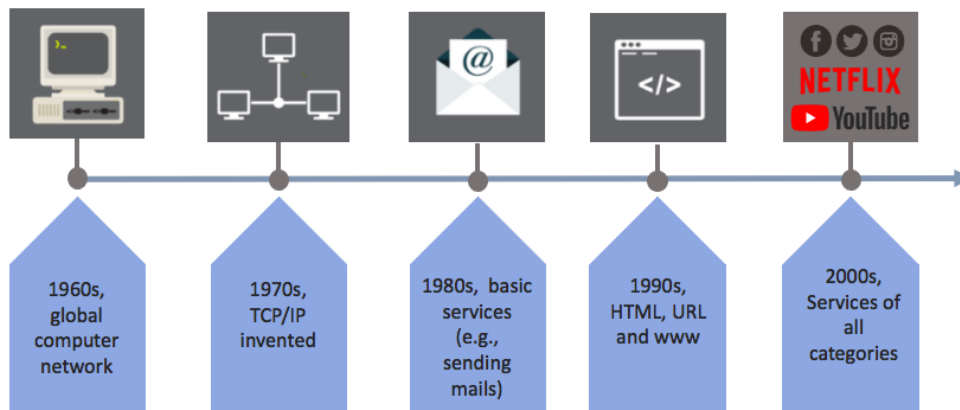 >_
@
</>
NETFLIX
YouTube
1960s,
global
computer
network
1970s,
TCP/IP
invented
1980s,  basic
services
(e.g.,
sending
mails)
1990s,
HTML, URL
and www
2000s,
Services of
all
categories